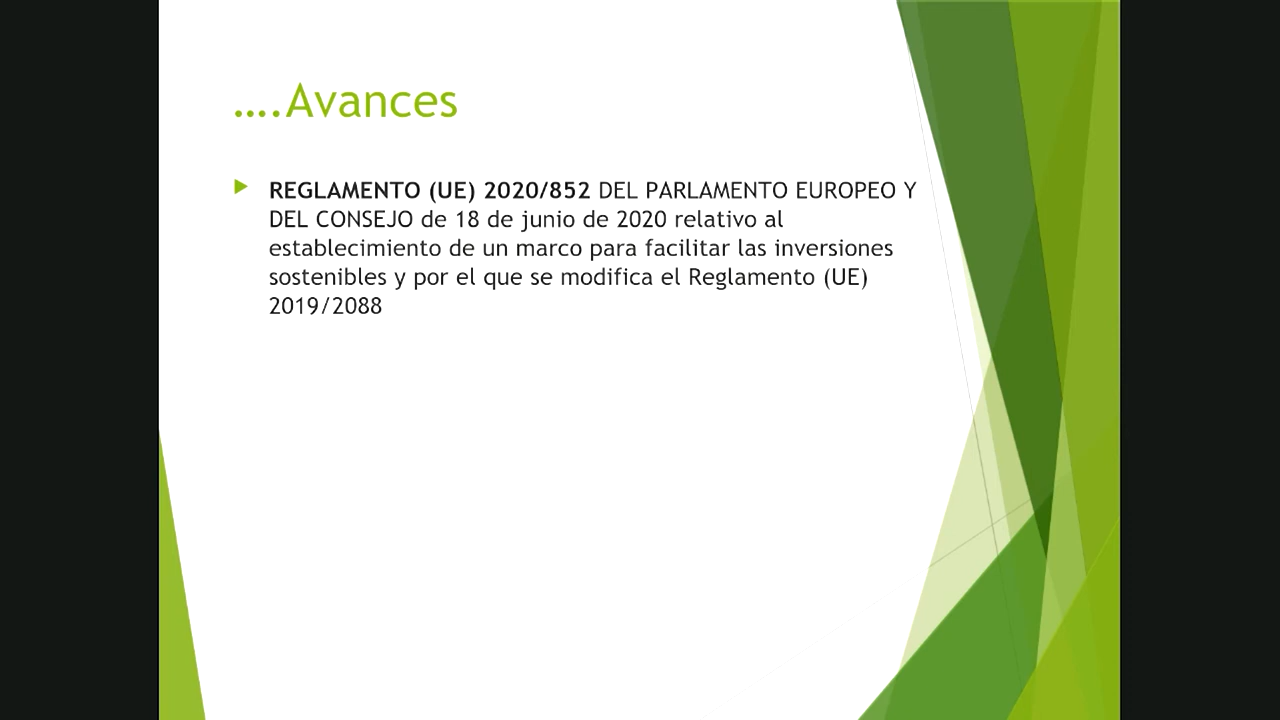 ....Avances
REGLAMENTO (UE) 2020/852 DEL PARLAMENTO EUROPEO Y
DEL CONSEJO de 18 de junio de 2020 relativo al
establecimiento de un marco para facilitar las inversiones
sostenibles y por el que se modifica el Reglamento (UE)
2019/2088